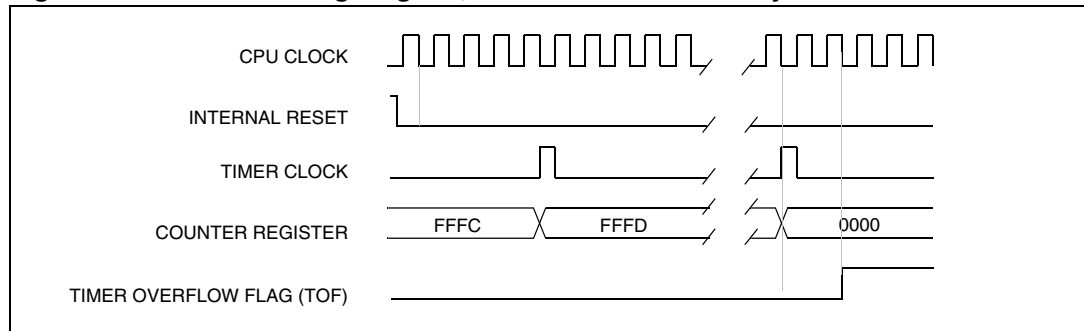 CPU CLOCK
INTERNAL RESET
TIMER CLOCK
COUNTER REGISTER FFFC FFFD 0000
TIMER OVERFLOW FLAG (TOF)